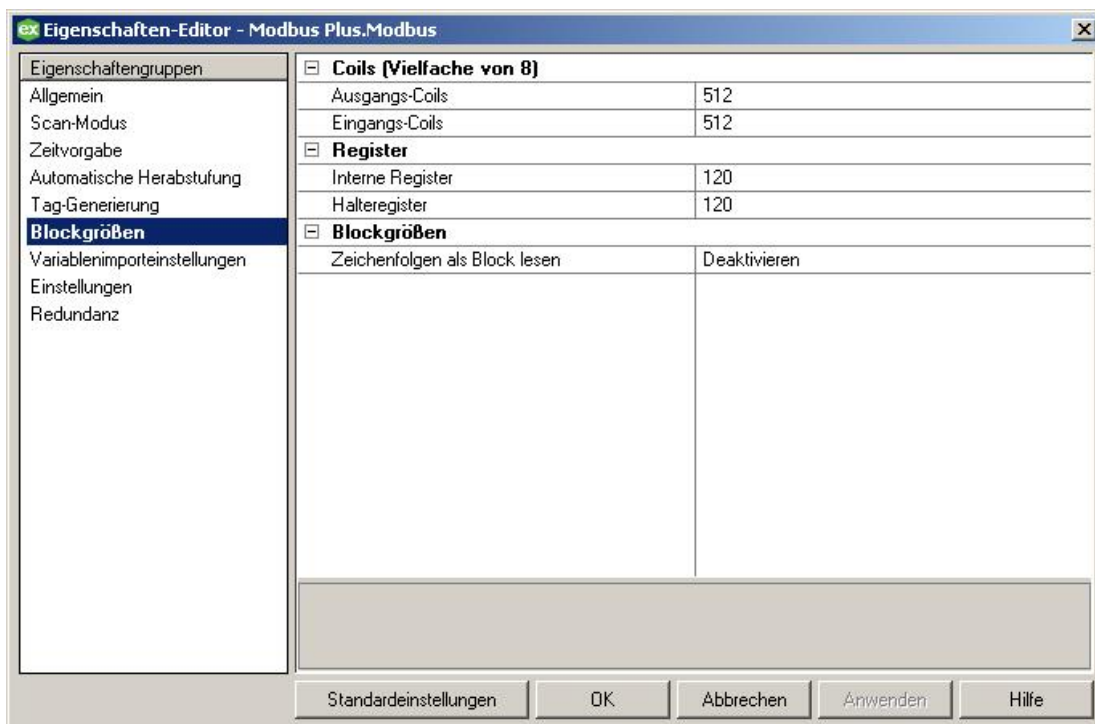 ex Eigenschaften-Editor - Modbus Plus.Modbus
Eigenschaftengruppen
Allgemein
Scan-Modus
Zeitvorgabe
Automatische Herabstufung
Tag-Generierung
Blockgrößen
Variablenimporteinstellungen
Einstellungen
Redundanz
Coils (Vielfache von 8)
Ausgangs-Coils 512
Eingangs-Coils 512
Register
Interne Register 120
Halteregister 120
Blockgrößen
Zeichenfolgen als Block lesen Deaktivieren
Standardeinstellungen OK Abbrechen Anwenden Hilfe